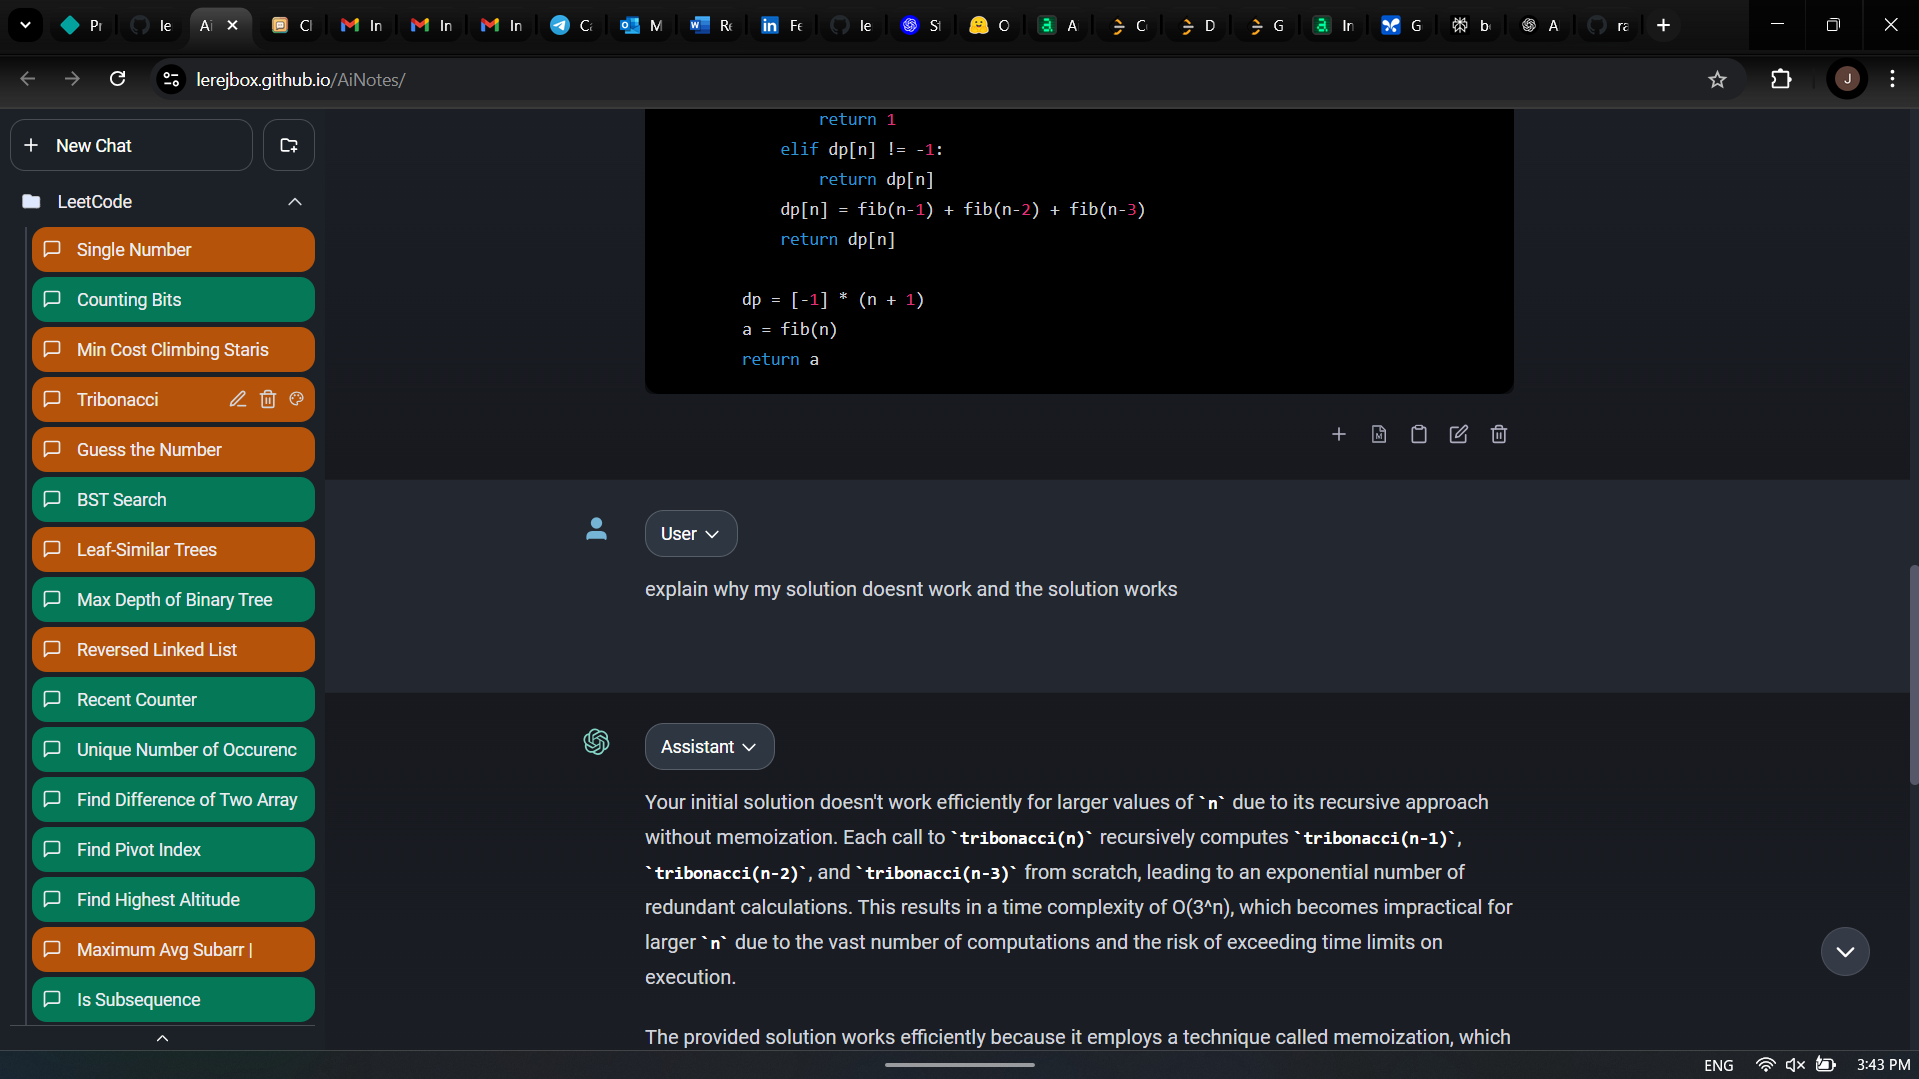 Pr
le
Ai
Cl
In
In
In
Ca
M
Re
Fe
le
St
O
A
C
D
G
In
G
b
A
ra
lerejbox.github.io/AiNotes/
J
New Chat
LeetCode
Single Number
Counting Bits
Min Cost Climbing Staris
Tribonacci
Guess the Number
BST Search
Leaf-Similar Trees
Max Depth of Binary Tree
Reversed Linked List
Recent Counter
Unique Number of Occurenc
Find Difference of Two Array
Find Pivot Index
Find Highest Altitude
Maximum Avg Subarr |
Is Subsequence
return 1
elif dp[n] != -1:
return dp[n]
dp[n] = fib(n-1) + fib(n-2) + fib(n-3)
return dp[n]
dp = [-1] * (n + 1)
a = fib(n)
return a
User
explain why my solution doesnt work and the solution works
Assistant
Your initial solution doesn't work efficiently for larger values of `n` due to its recursive approach
without memoization. Each call to `tribonacci(n)` recursively computes `tribonacci(n-1)`,
`tribonacci(n-2)`, and `tribonacci(n-3)` from scratch, leading to an exponential number of
redundant calculations. This results in a time complexity of O(3^n), which becomes impractical for
larger `n` due to the vast number of computations and the risk of exceeding time limits on
execution.
The provided solution works efficiently because it employs a technique called memoization, which
ENG
3:43 PM